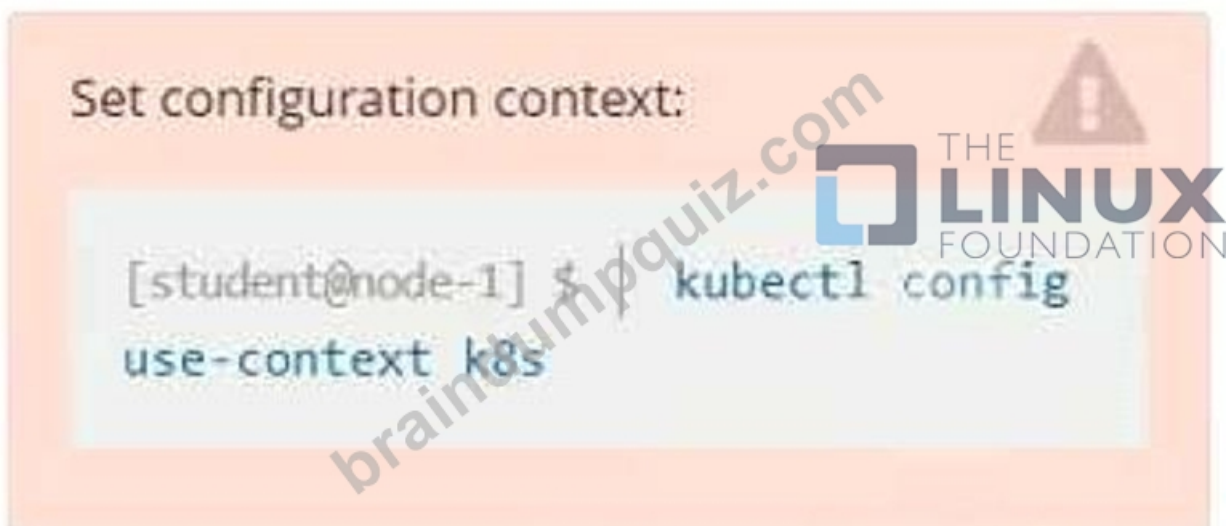 Set configuration context:
THE
LINUX
FOUNDATION
[student@node-1] $ | kubectl config
use-context k8s
braindumpquiz.com